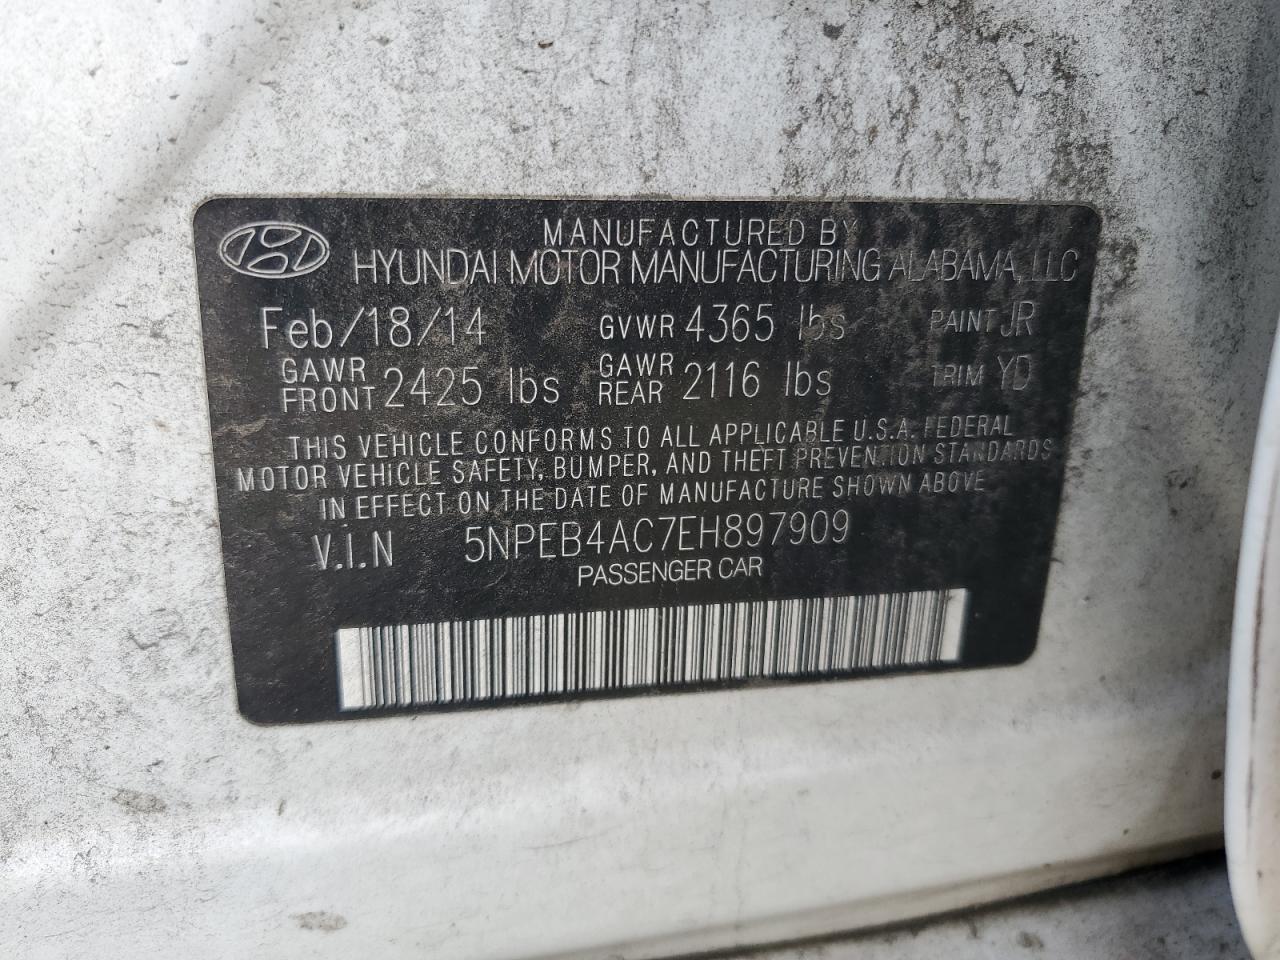 MANUFACTURED BY
HYUNDAI MOTOR MANUFACTURING ALABAMA, LLC
Feb/18/14 GVWR 4365 lbs PAINT JR
GAWR FRONT 2425 lbs GAWR REAR 2116 lbs TRIM YD
THIS VEHICLE CONFORMS TO ALL APPLICABLE U.S.A. FEDERAL
MOTOR VEHICLE SAFETY, BUMPER, AND THEFT PREVENTION STANDARDS
IN EFFECT ON THE DATE OF MANUFACTURE SHOWN ABOVE
V.I.N 5NPEB4AC7EH897909
PASSENGER CAR